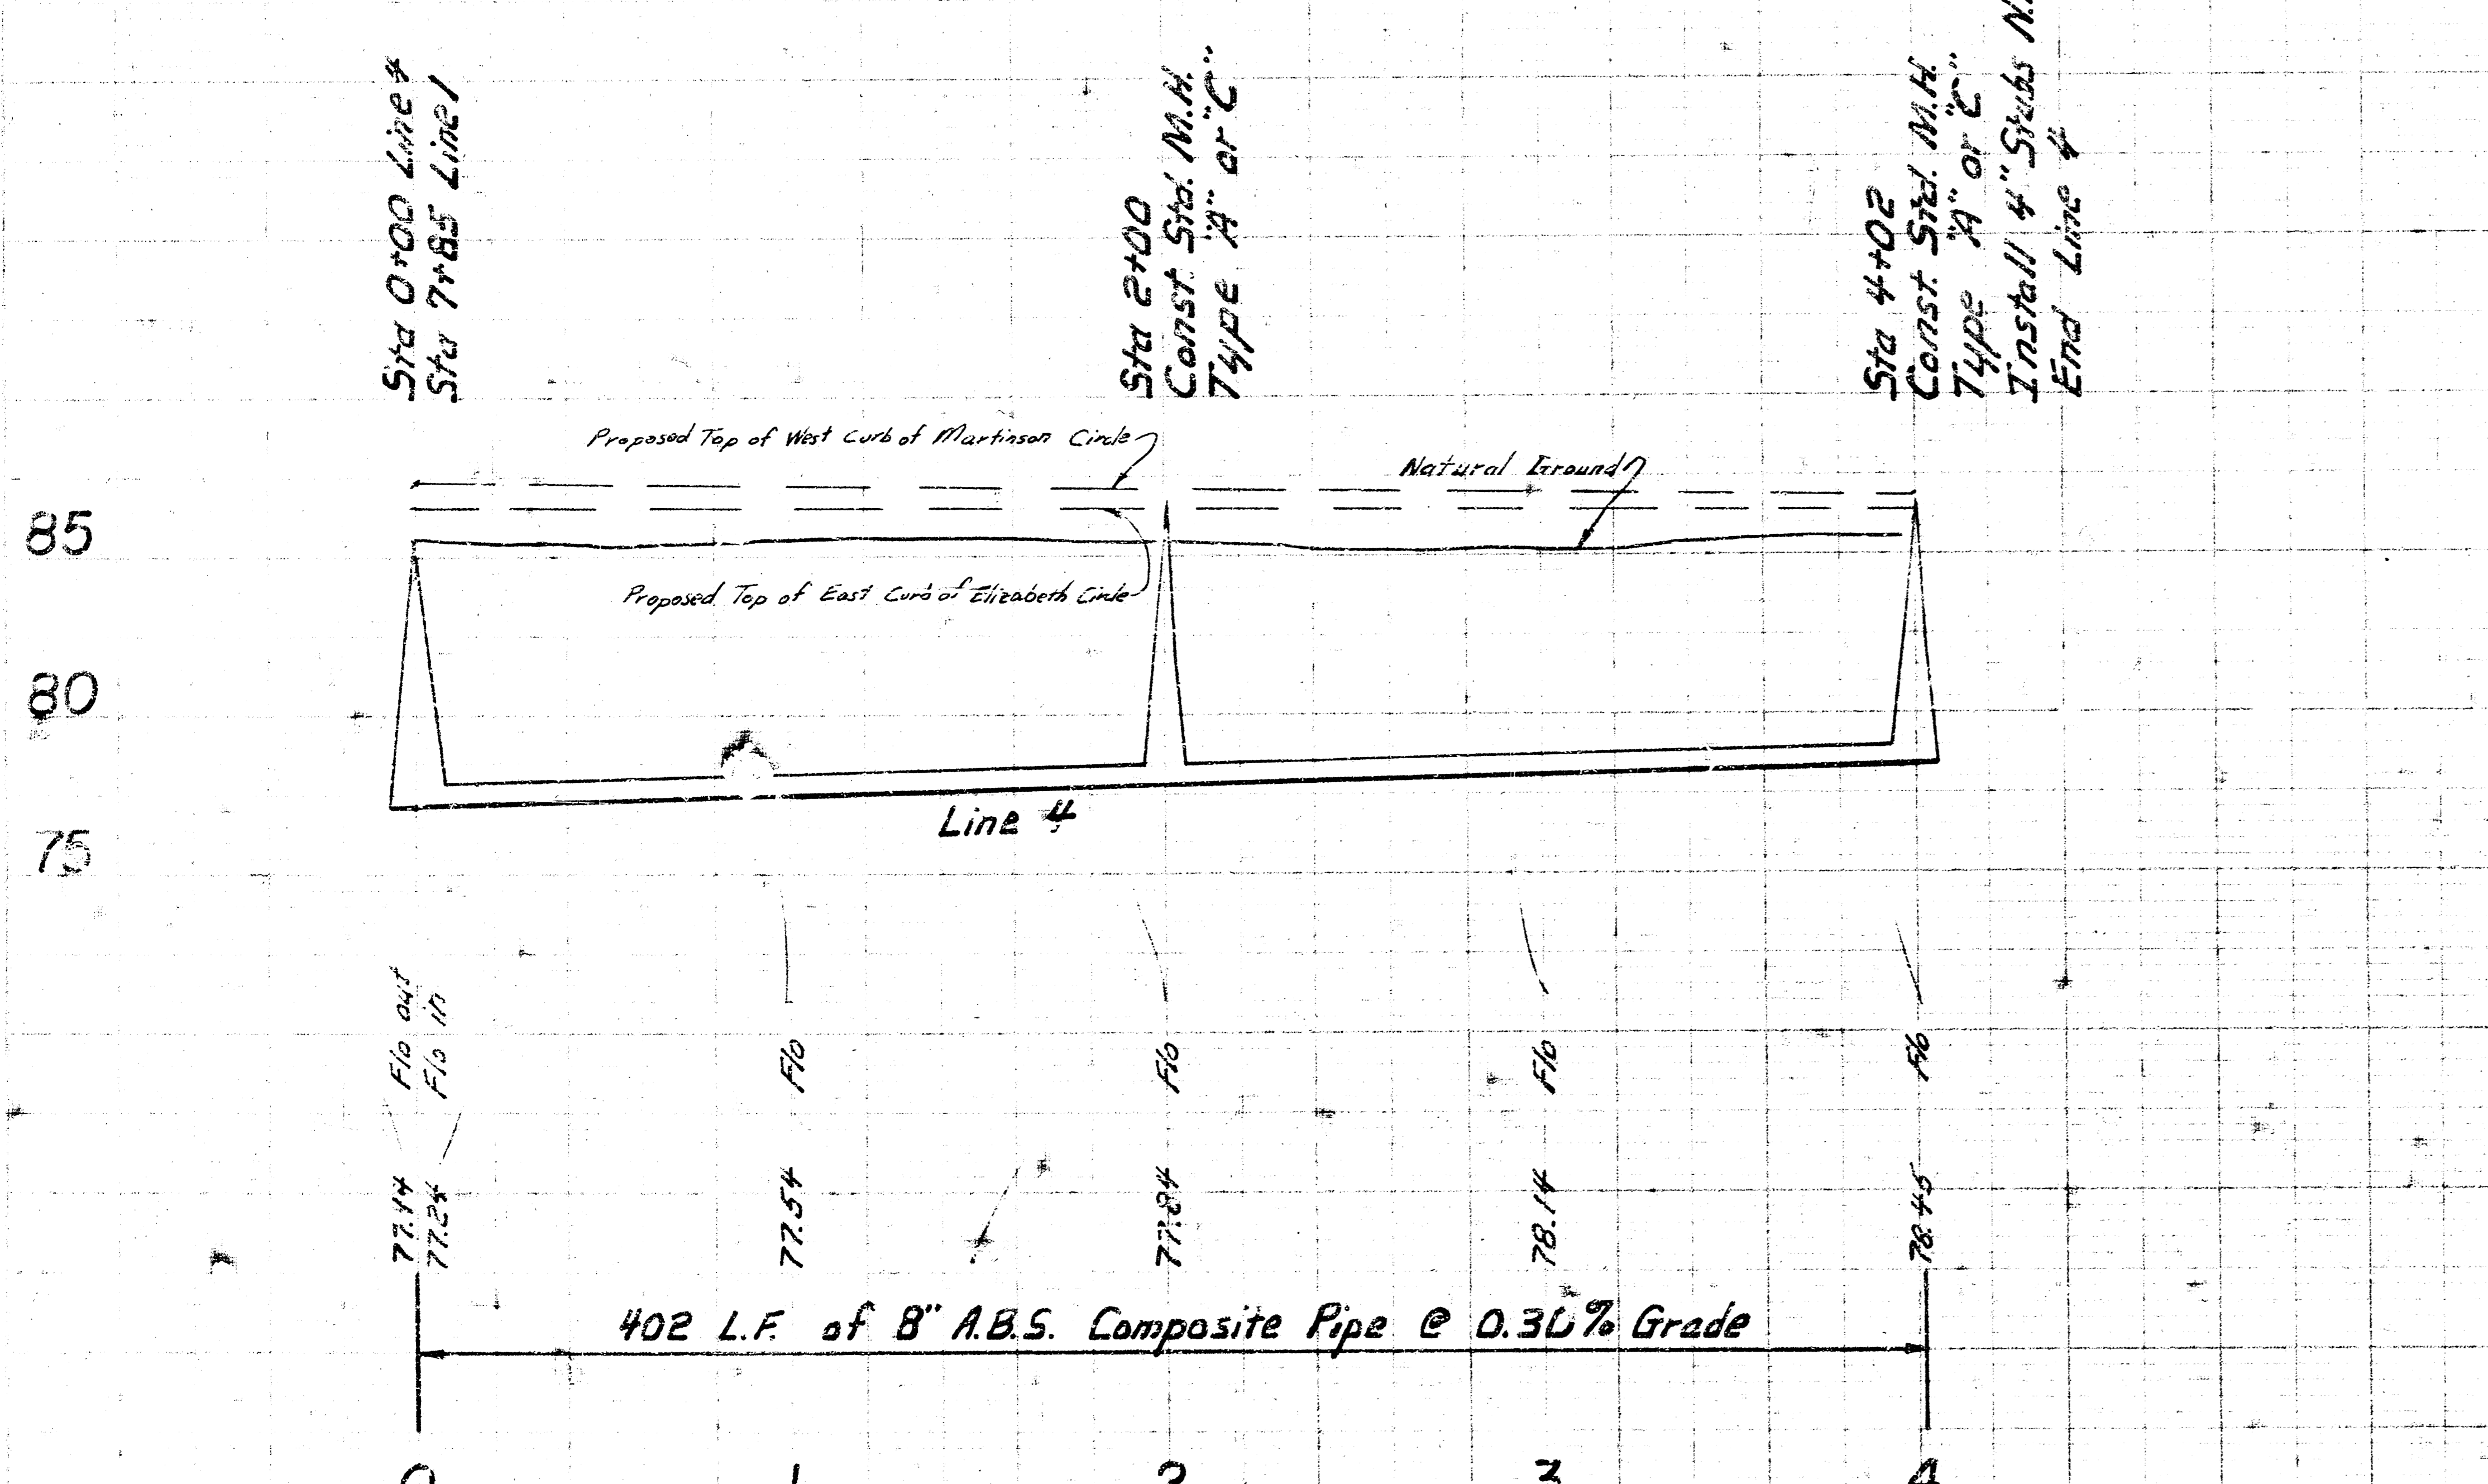 Sta 0+00 Line 4
Sta 7+85 Line 1
Sta 2+00
Const Std. M.H.
Type "A" or "C"
Sta 4+02
Const. Std. M.H.
Type "A" or "C"
Install 4" Stubs
End Line 4
Proposed Top of West Curb of Martinson Circle
Natural Ground
85
Proposed Top of East Curb of Elizabeth Circle
80
Line 4
75
Flo out
Flo in
Flo
Flo
Flo
Flo
77.14
77.24
77.54
77.84
78.14
78.45
402 L.F. of 8" A.B.S. Composite Pipe @ 0.30% Grade
0 1 2 3 4